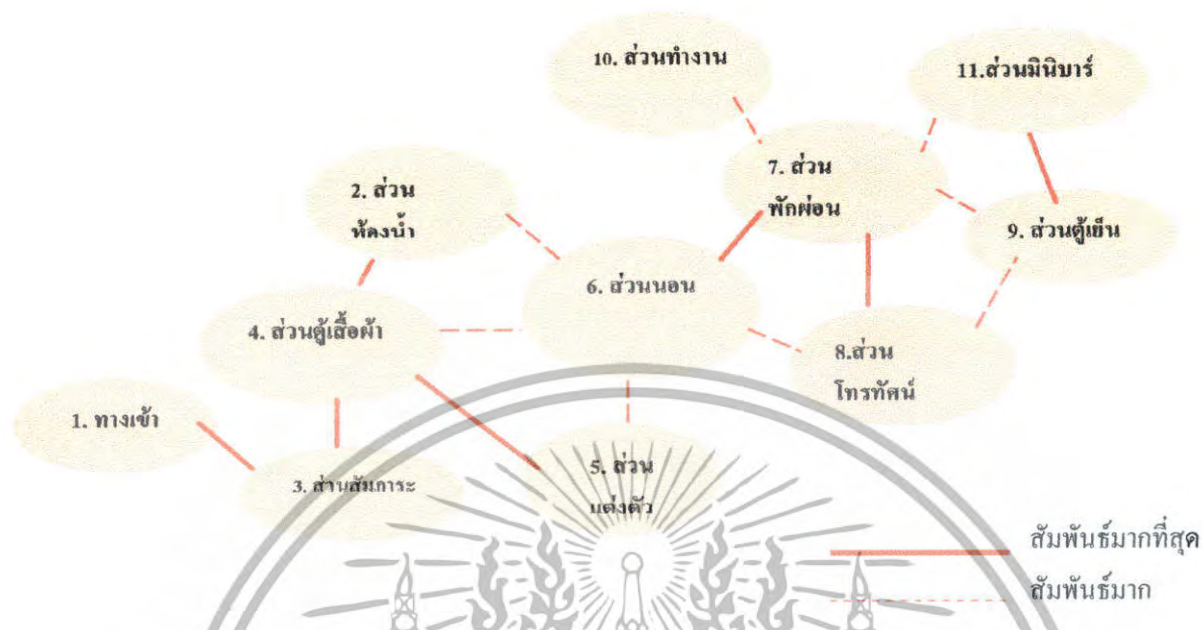 10. ส่วนทำงาน
11.ส่วนมินิบาร์
7. ส่วน
พักผ่อน
2. ส่วน
ห้องน้ำ
9. ส่วนตู้เย็น
6. ส่วนนอน
4. ส่วนตู้เสื้อผ้า
8.ส่วน
โทรทัศน์
1. ทางเข้า
5. ส่วน
แต่งตัว
3. ส่วนสัมภาระ
สัมพันธ์มากที่สุด
สัมพันธ์มาก